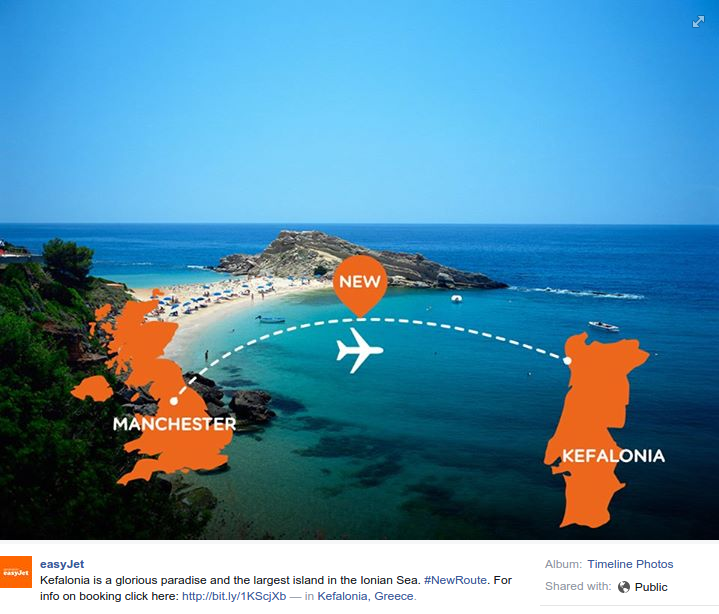 NEW
MANCHESTER
KEFALONIA
easyJet
easyJet
Kefalonia is a glorious paradise and the largest island in the Ionian Sea. #NewRoute. For
info on booking click here: http://bit.ly/1KScjXb — in Kefalonia, Greece.
Album: Timeline Photos
Shared with: Public